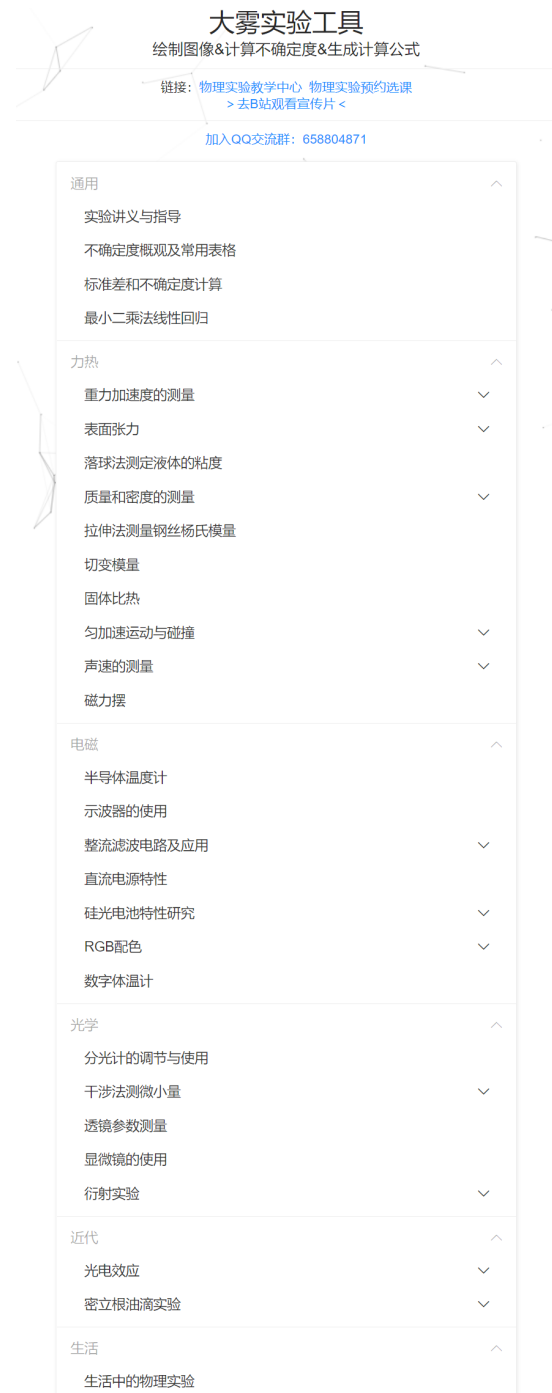 大雾实验工具
绘制图像&计算不确定度&生成计算公式
链接：物理实验教学中心 物理实验预约选课
> 去B站观看宣传片 <
加入QQ交流群：658804871
通用
实验讲义与指导
不确定度概观及常用表格
标准差和不确定度计算
最小二乘法线性回归
力热
重力加速度的测量
表面张力
落球法测定液体的粘度
质量和密度的测量
拉伸法测量钢丝杨氏模量
切变模量
固体比热
匀加速运动与碰撞
声速的测量
磁力摆
电磁
半导体温度计
示波器的使用
整流滤波电路及应用
直流电源特性
硅光电池特性研究
RGB配色
数字体温计
光学
分光计的调节与使用
干涉法测微小量
透镜参数测量
显微镜的使用
衍射实验
近代
光电效应
密立根油滴实验
生活
生活中的物理实验